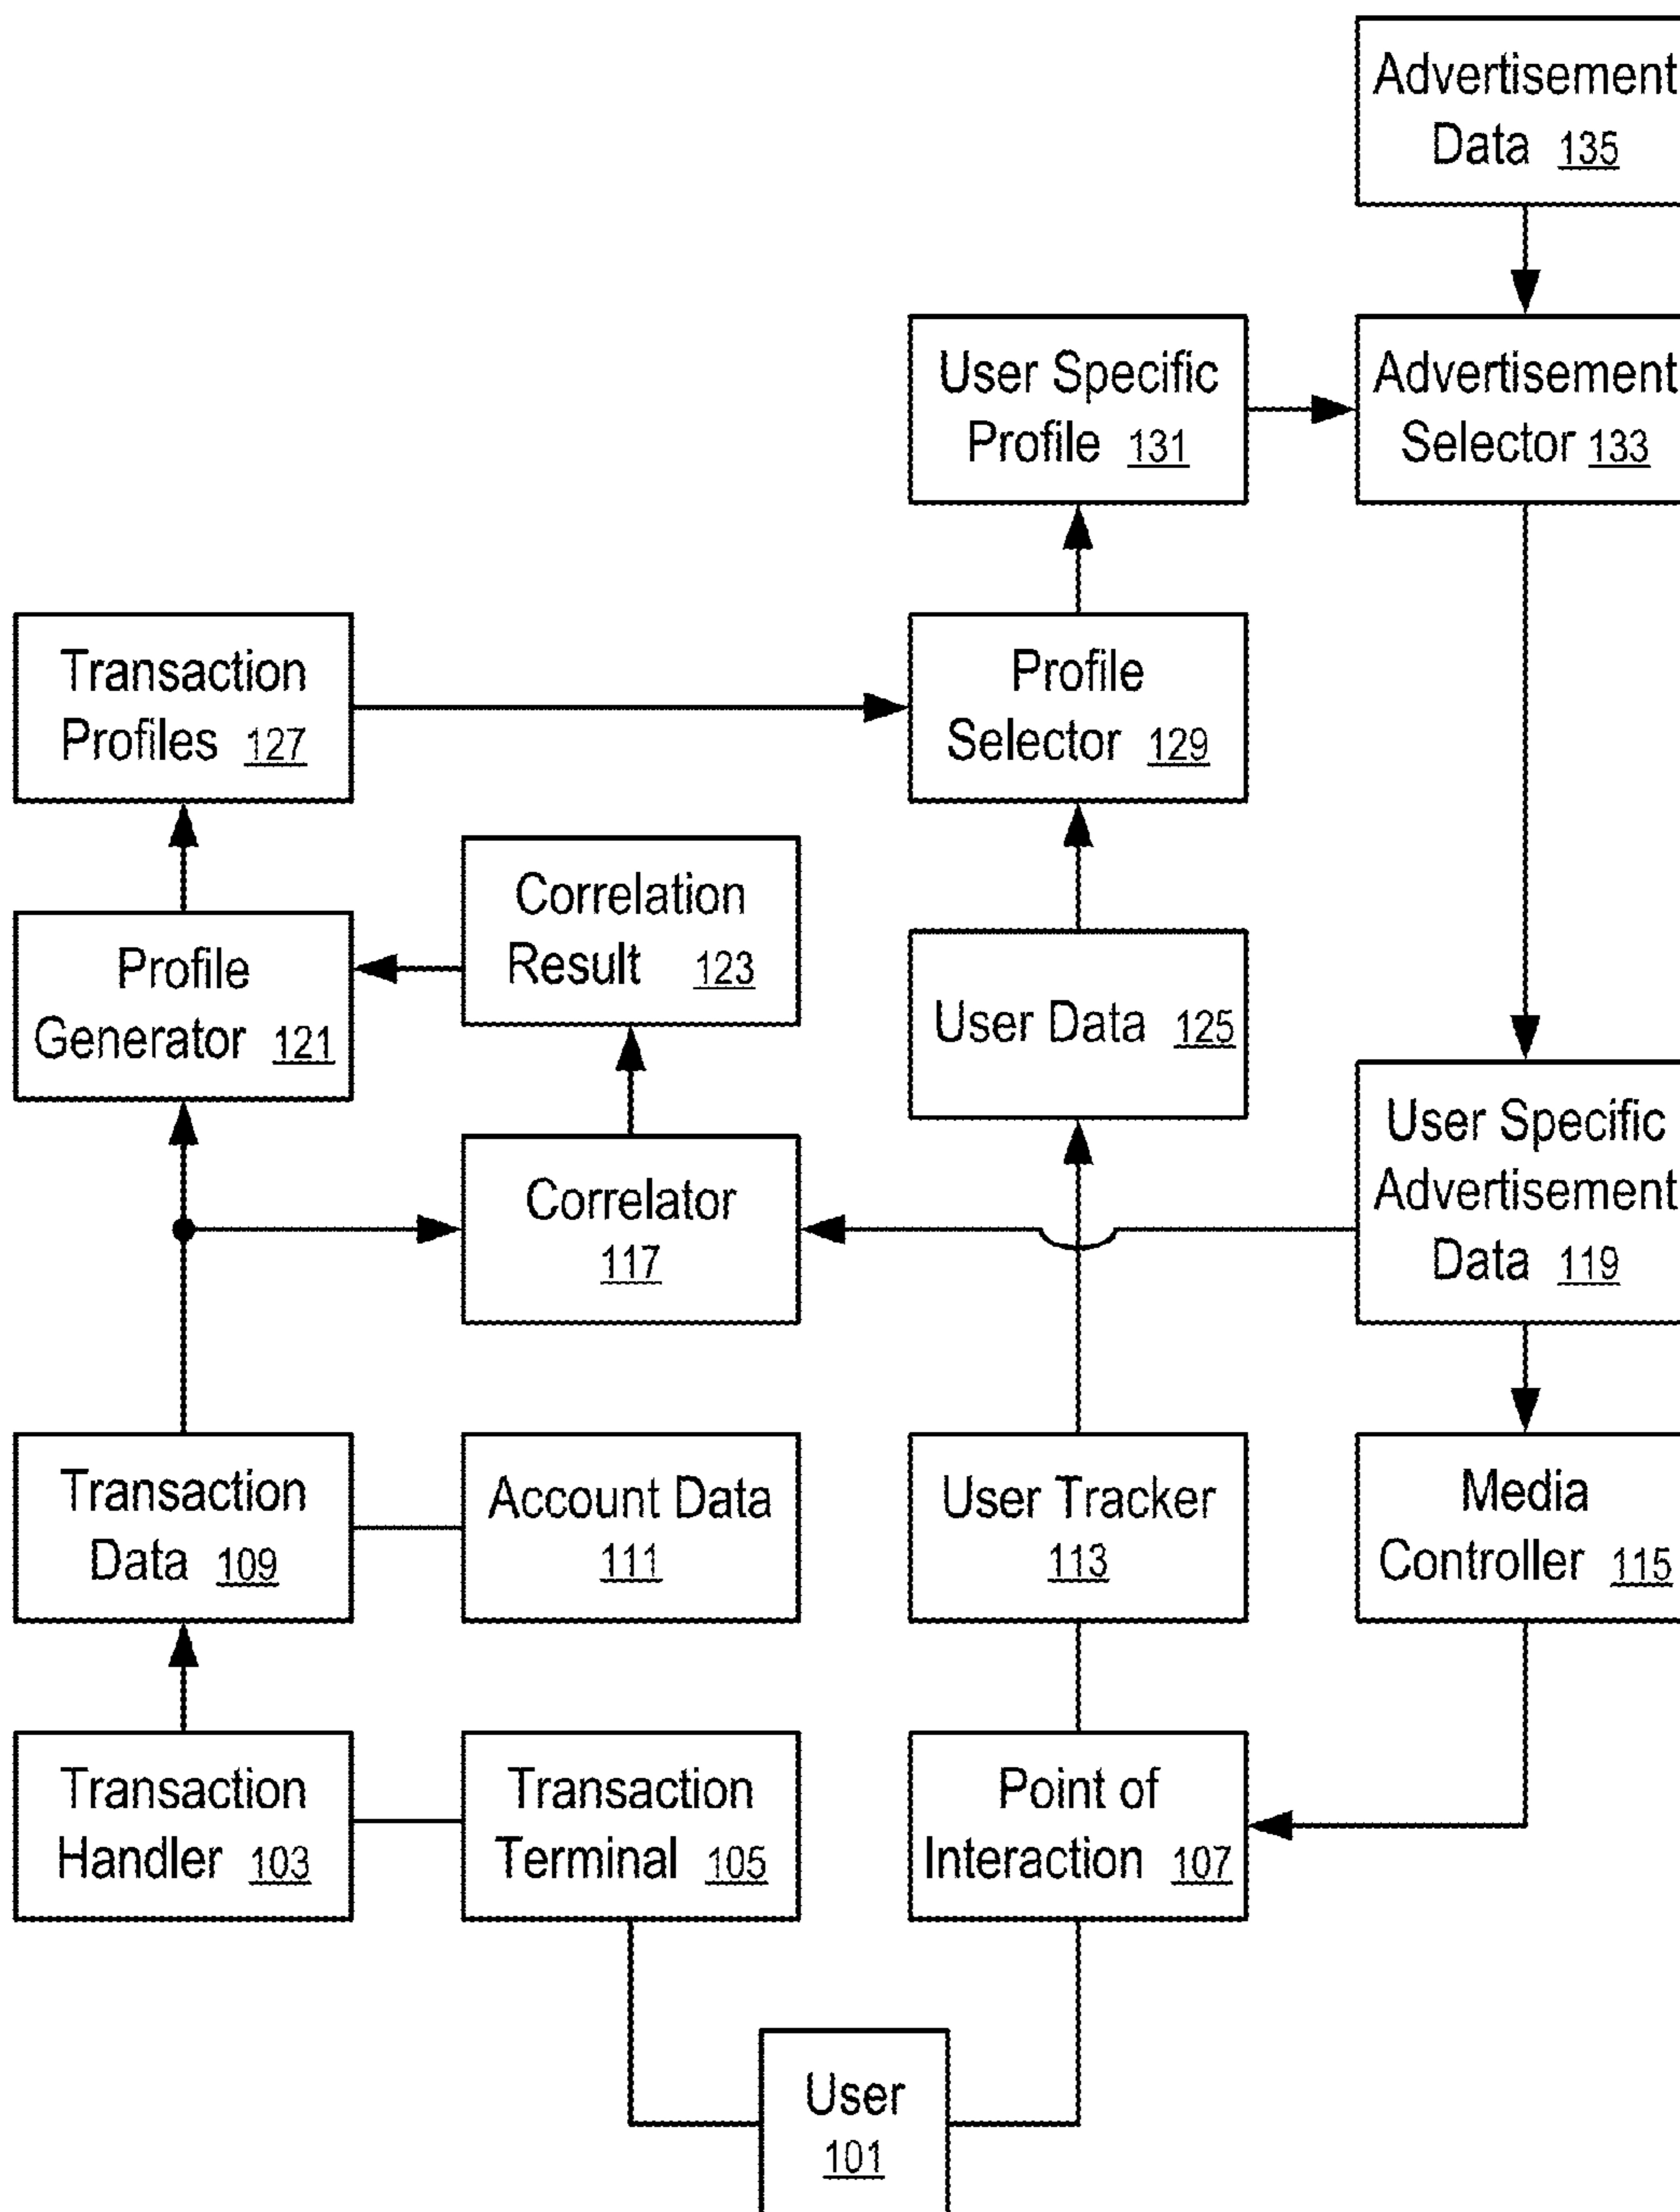 Advertisement
Data 135
User Specific
Profile 131
Advertisement
Selector 133
Transaction
Profiles 127
Profile
Selector 129
Correlation
Result 123
Profile
Generator 121
User Data 125
User Specific
Advertisement
Data 119
Correlator
117
Transaction
Data 109
Account Data
111
User Tracker
113
Media
Controller 115
Transaction
Handler 103
Transaction
Terminal 105
Point of
Interaction 107
User
101